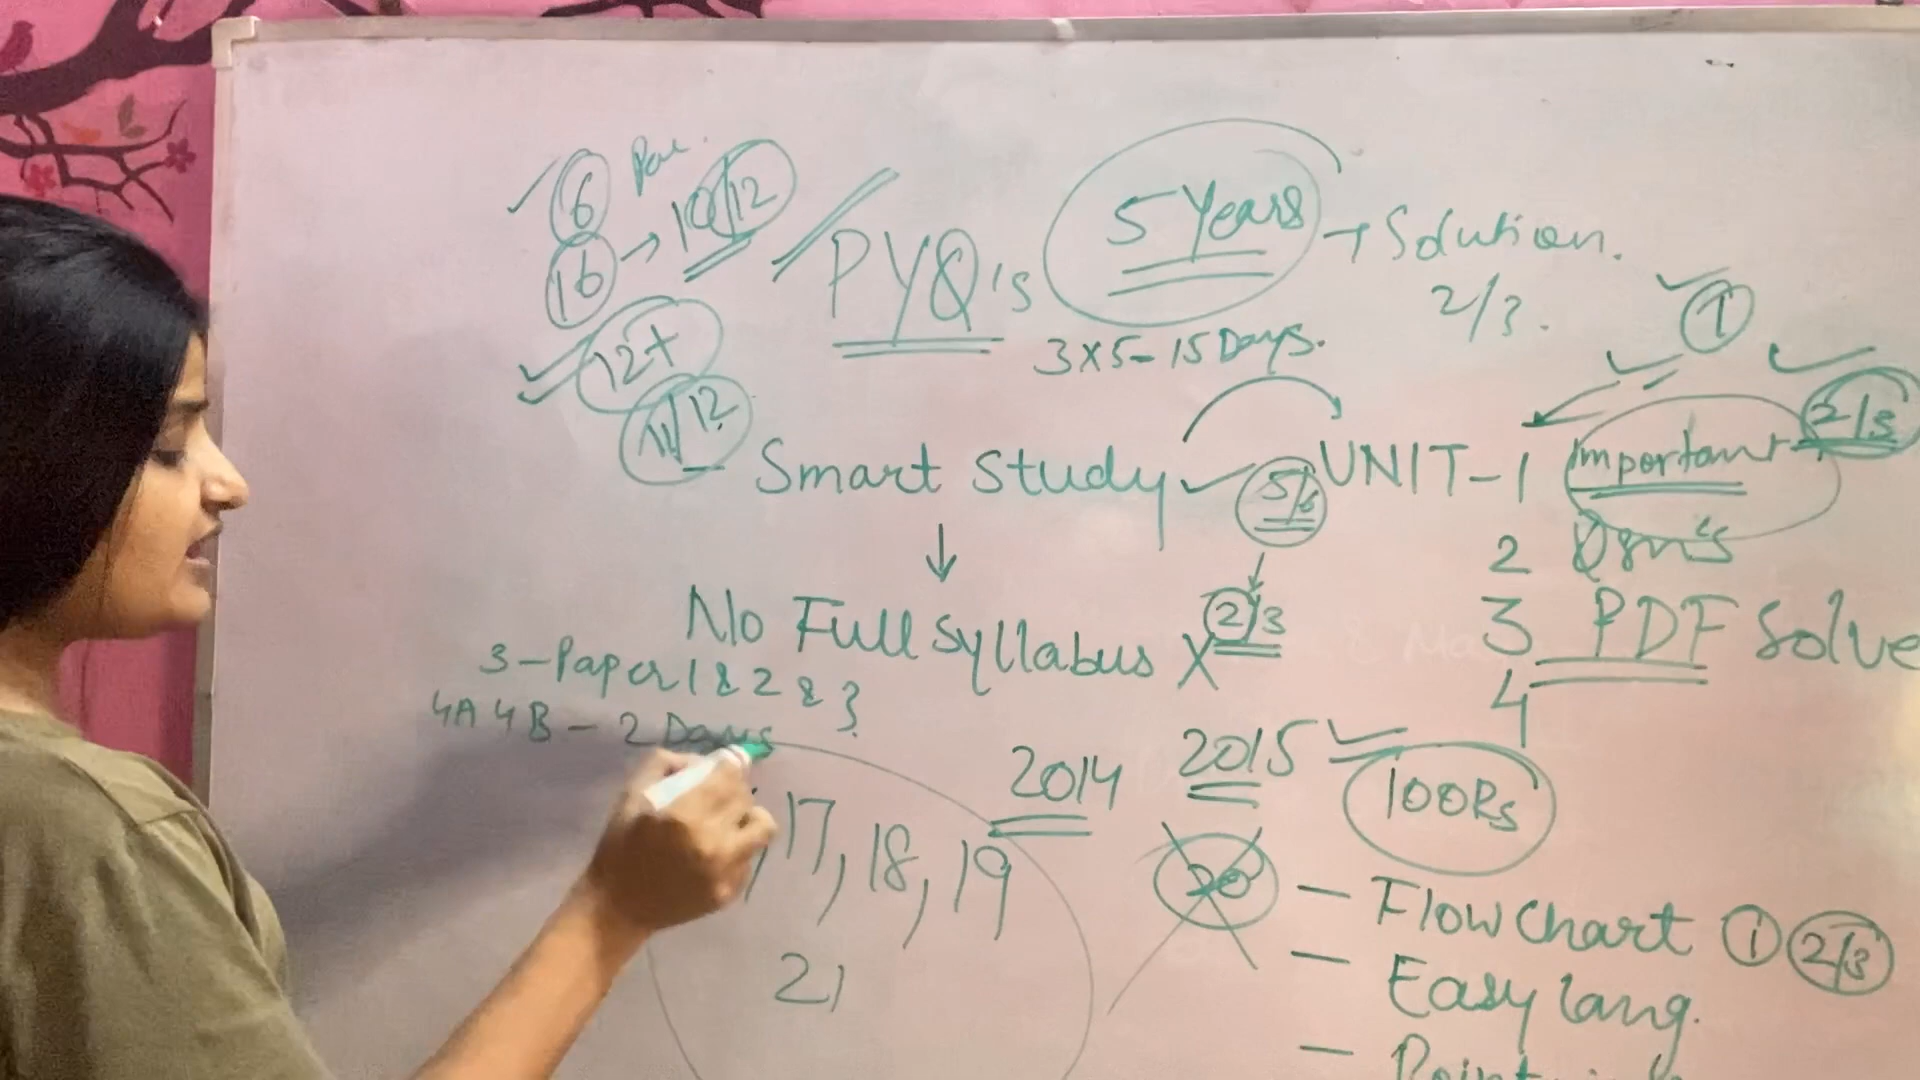 6 Par.
16 → 10/12
12+
11/12
PYQ's 5 Years → Solution.
2/3.
3x5-15 Days.
1
Smart Study 5/6 UNIT-1 Important 2/3
2 Qsn's
No Full Syllabus X 2/3
3 PDF Solve
4
3-Paper 1 & 2 & 3
4A 4B - 2 Days
2014 2015 100Rs
, 17, 18, 19
21
20 - Flow Chart 1 2/3
- Easy lang.
-